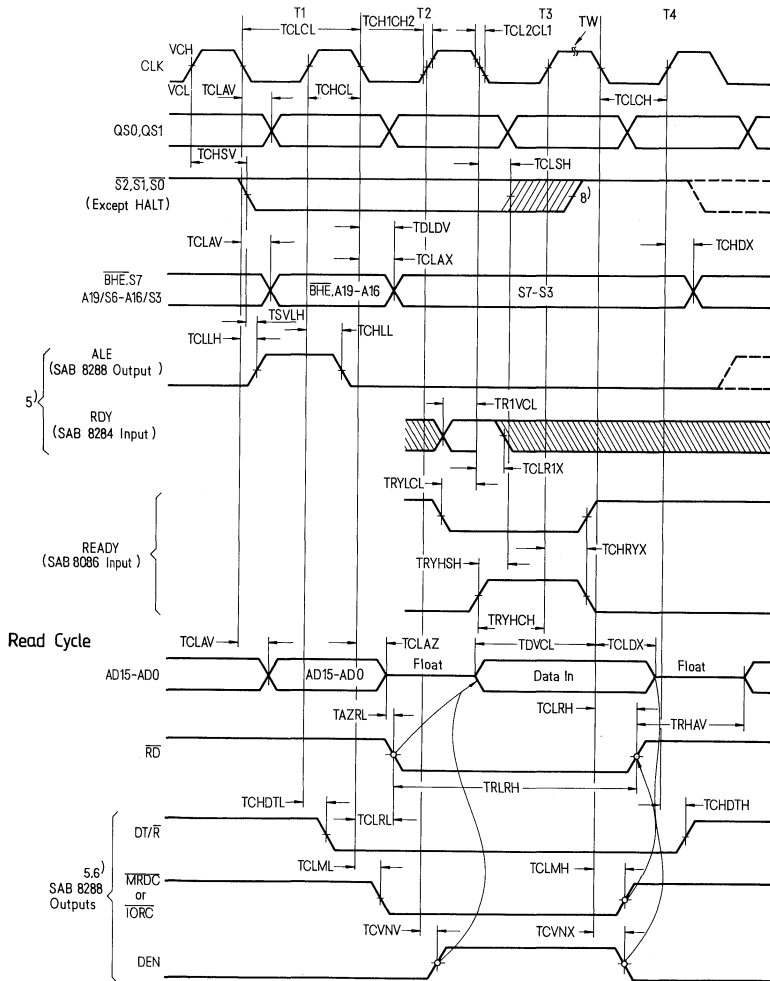 T1
T2
T3
TW
T4
TCLCL
TCH1CH2
TCL2CL1
VCH
CLK
VCL
TCLAV
TCHCL
TCLCH
QS0,QS1
TCHSV
TCLSH
S2,S1,S0
(Except HALT)
8)
TDLDV
TCLAV
TCLAX
TCHDX
BHE,S7
A19/S6-A16/S3
BHE,A19-A16
S7-S3
TSVLH
TCLLH
TCHLL
ALE
(SAB 8288 Output)
5)
TR1VCL
RDY
(SAB 8284 Input)
TCLR1X
TRYLCL
READY
(SAB 8086 Input)
TCHRYX
TRYHSH
TRYHCH
Read Cycle
TCLAV
TCLAZ
TDVCL
TCLDX
AD15-AD0
AD15-AD0
Float
Data In
Float
TAZRL
TCLRH
TRHAV
RD
TRLRH
TCHDTL
TCLRL
TCHDTH
DT/R
5.6)
SAB 8288
Outputs
TCLML
TCLMH
MRDC
or
IORC
TCVNV
TCVNX
DEN